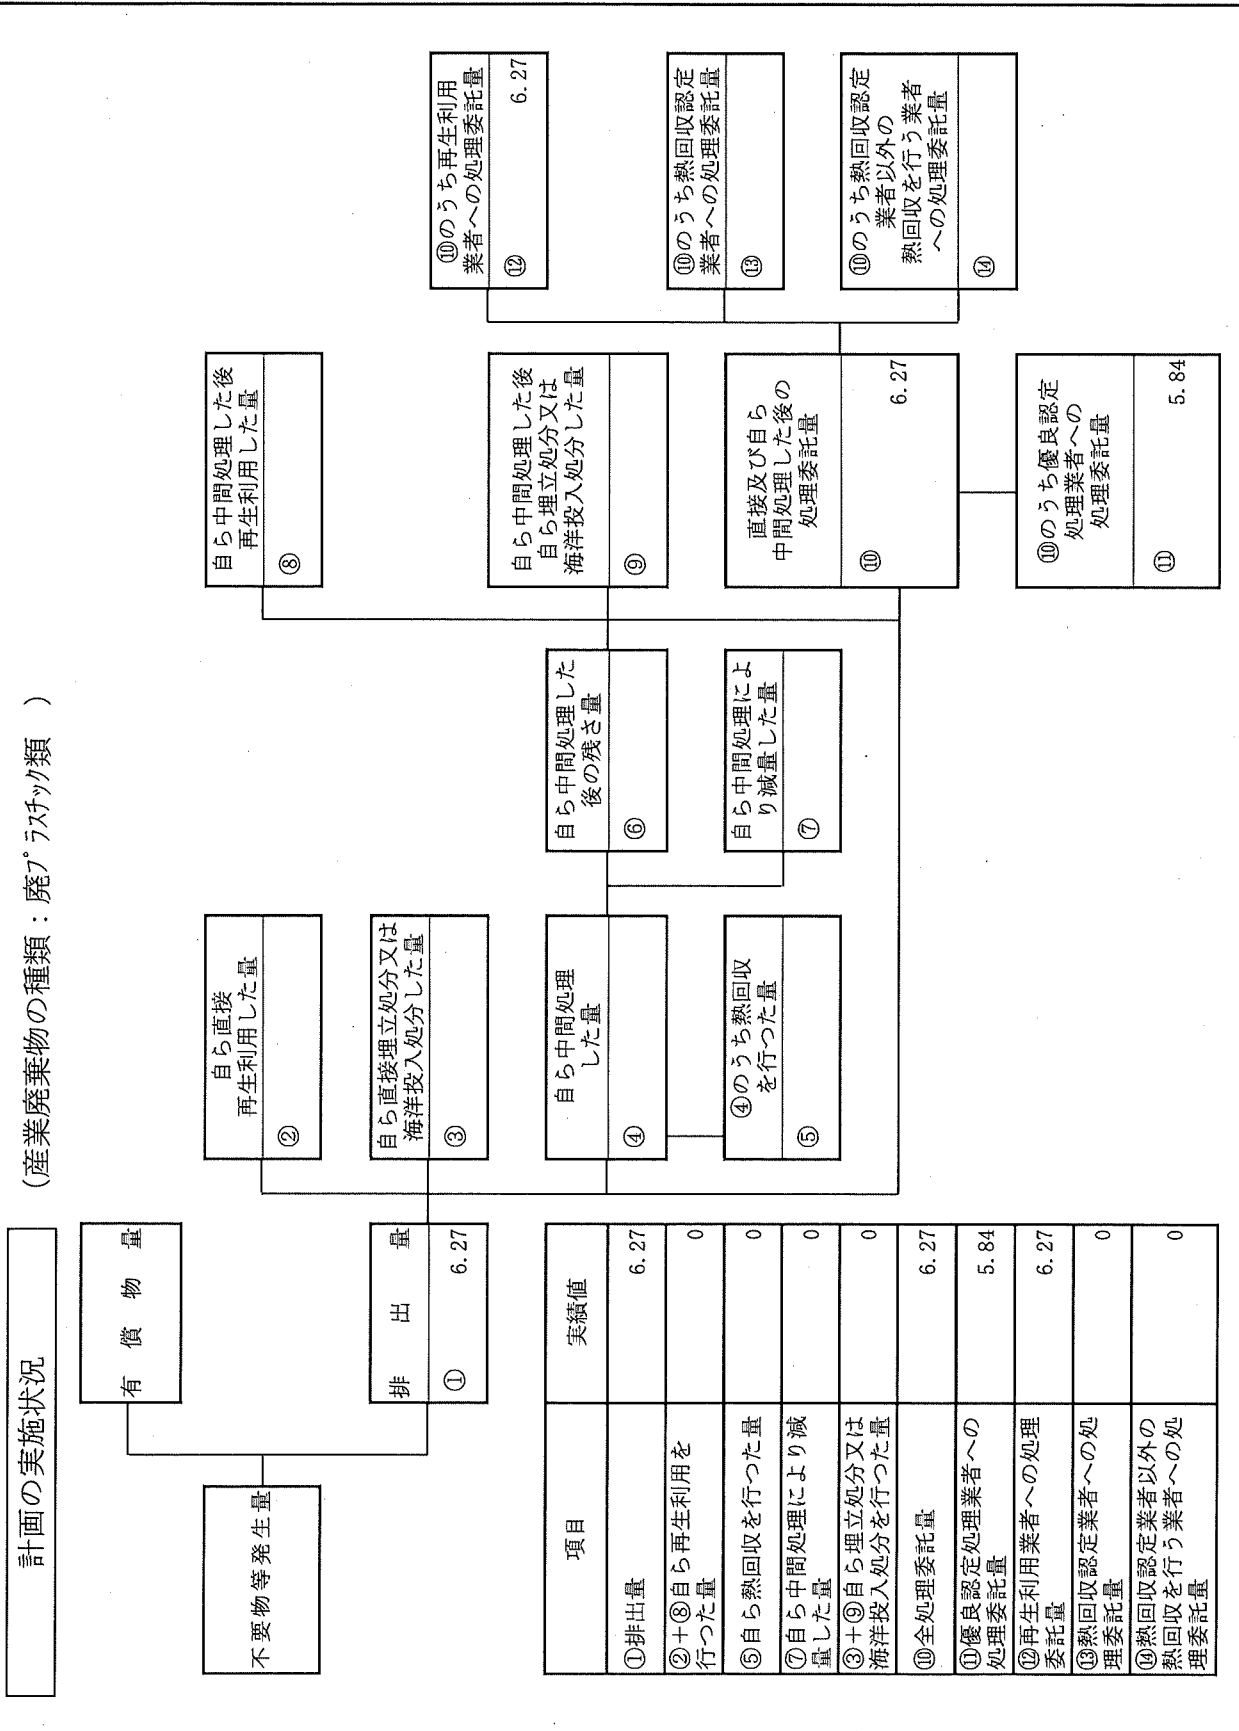 計画の実施状況
(産業廃棄物の種類：廃プラスチック類 )
不要物等発生量
有 償 物 量
排 出 量
① 6.27
自ら直接
再生利用した量
②
自ら直接埋立処分又は
海洋投入処分した量
③
自ら中間処理
した量
④
④のうち熱回収
を行つた量
⑤
自ら中間処理した
後の残さ量
⑥
自ら中間処理によ
り減量した量
⑦
自ら中間処理した後
再生利用した量
⑧
自ら中間処理した後
自ら埋立処分又は
海洋投入処分した量
⑨
直接及び自ら
中間処理した後の
処理委託量
⑩ 6.27
⑩のうち優良認定
処理業者への
処理委託量
⑪ 5.84
⑩のうち再生利用
業者への処理委託量
⑫ 6.27
⑩のうち熱回収認定
業者への処理委託量
⑬
⑩のうち熱回収認定
業者以外の
熱回収を行う業者
への処理委託量
⑭
項目 実績値
①排出量 6.27
②＋⑧自ら再生利用を
行つた量 0
⑤自ら熱回収を行つた量 0
⑦自ら中間処理により減
量した量 0
③＋⑨自ら埋立処分又は
海洋投入処分を行つた量 0
⑩全処理委託量 6.27
⑪優良認定処理業者への
処理委託量 5.84
⑫再生利用業者への処理
委託量 6.27
⑬熱回収認定業者への処
理委託量 0
⑭熱回収認定業者以外の
熱回収を行う業者への処
理委託量 0